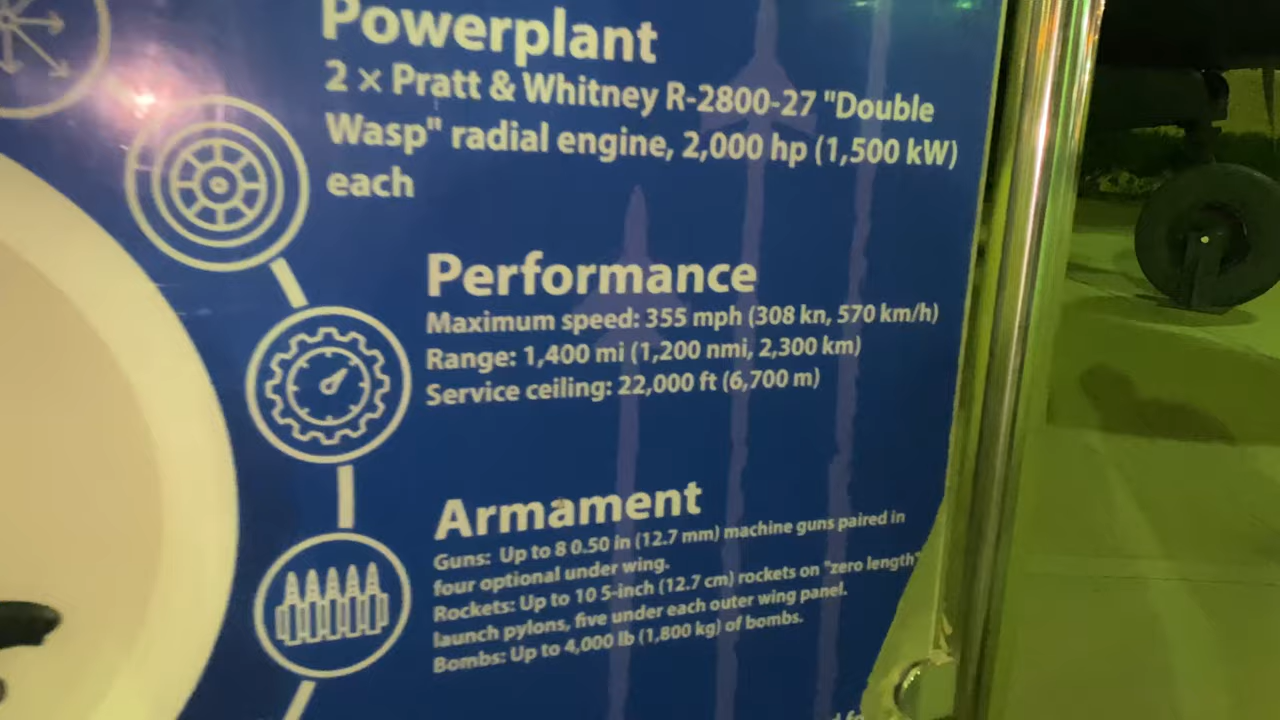 Powerplant
2 × Pratt & Whitney R-2800-27 "Double
Wasp" radial engine, 2,000 hp (1,500 kW)
each
Performance
Maximum speed: 355 mph (308 kn, 570 km/h)
Range: 1,400 mi (1,200 nmi, 2,300 km)
Service ceiling: 22,000 ft (6,700 m)
Armament
Guns: Up to 8 0.50 in (12.7 mm) machine guns paired in
four optional under wing.
Rockets: Up to 10 5-inch (12.7 cm) rockets on "zero length"
launch pylons, five under each outer wing panel.
Bombs: Up to 4,000 lb (1,800 kg) of bombs.